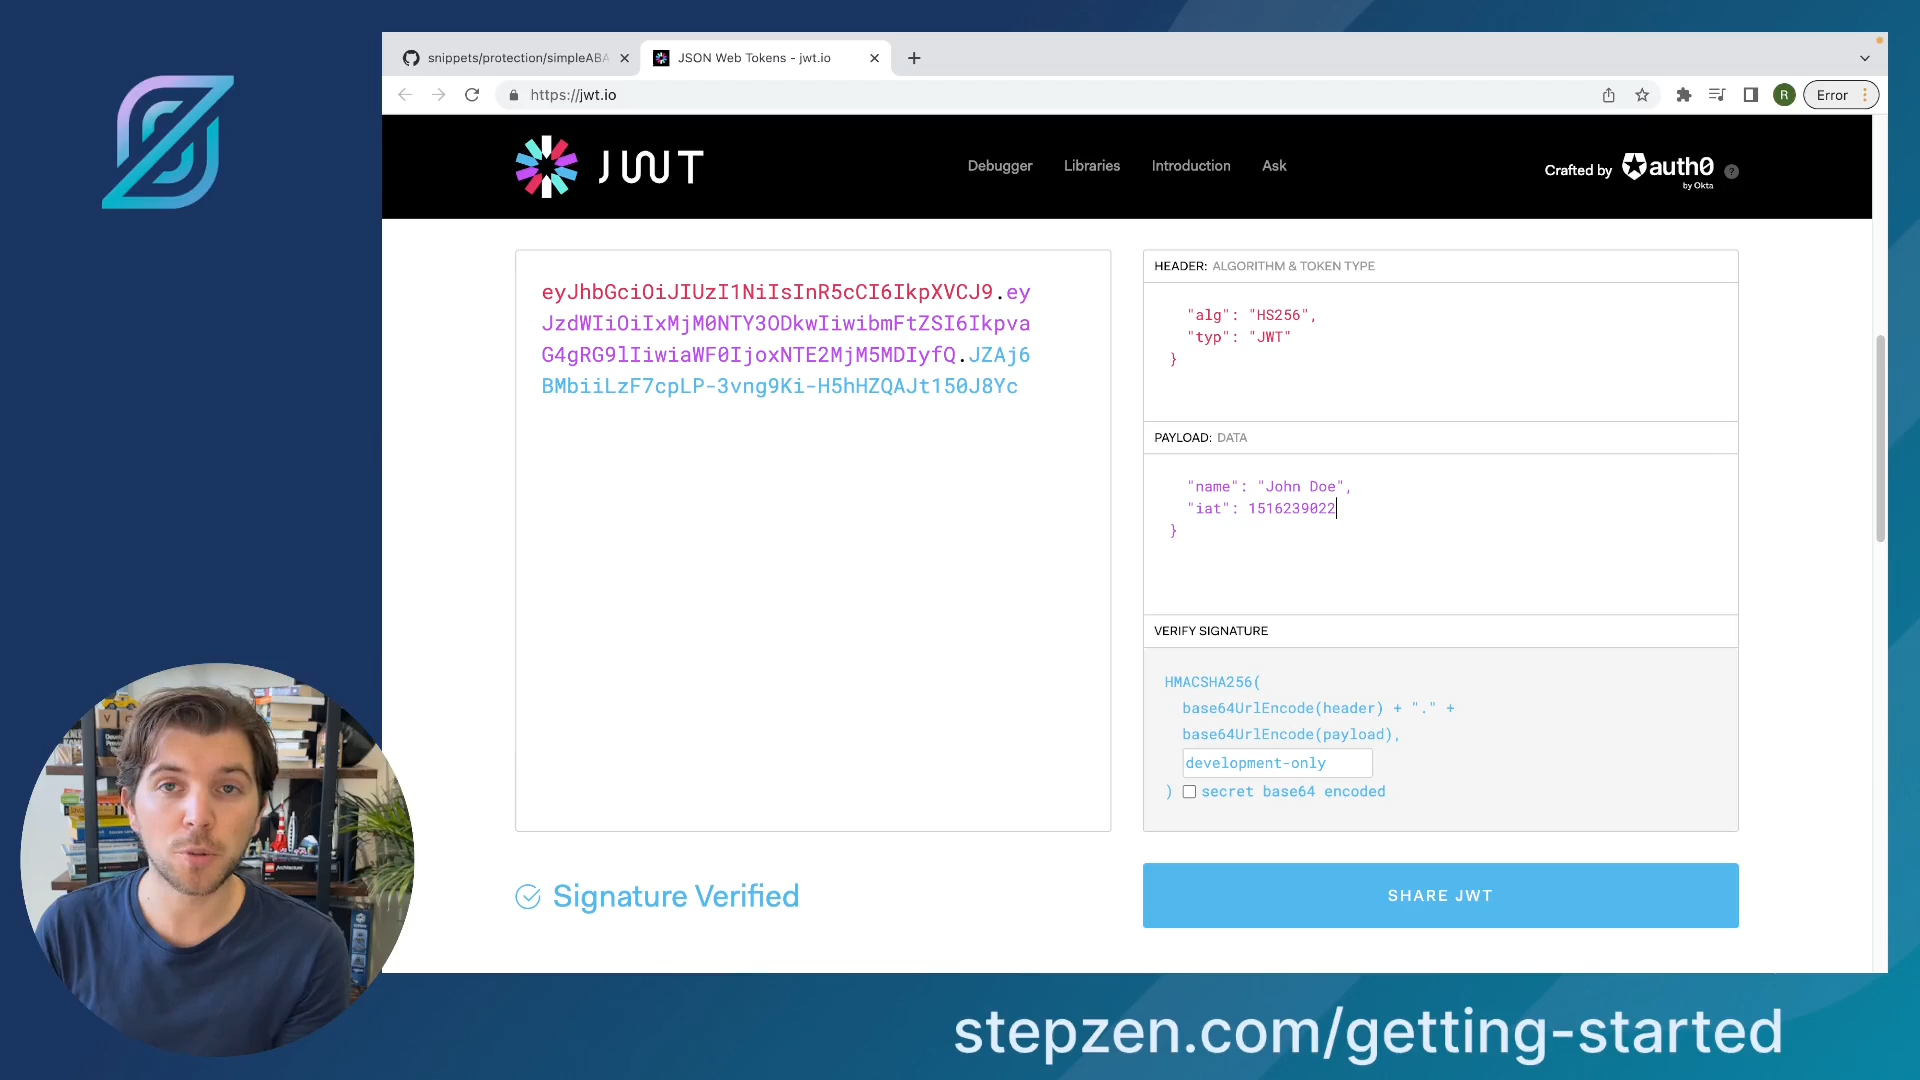 snippets/protection/simpleABA
JSON Web Tokens - jwt.io
https://jwt.io
R
Error
JWT
Debugger
Libraries
Introduction
Ask
Crafted by
auth0
by Okta
?
eyJhbGciOiJIUzI1NiIsInR5cCI6IkpXVCJ9.ey
JzdWIiOiIxMjM0NTY3ODkwIiwibmFtZSI6Ikpva
G4gRG9lIiwiaWF0IjoxNTE2MjM5MDIyfQ.JZAj6
BMbiiLzF7cpLP-3vng9Ki-H5hHZQAJt150J8Yc
HEADER: ALGORITHM & TOKEN TYPE
"alg": "HS256",
"typ": "JWT"
}
PAYLOAD: DATA
"name": "John Doe",
"iat": 1516239022
}
VERIFY SIGNATURE
HMACSHA256(
base64UrlEncode(header) + "." +
base64UrlEncode(payload),
development-only
) secret base64 encoded
Signature Verified
SHARE JWT
stepzen.com/getting-started